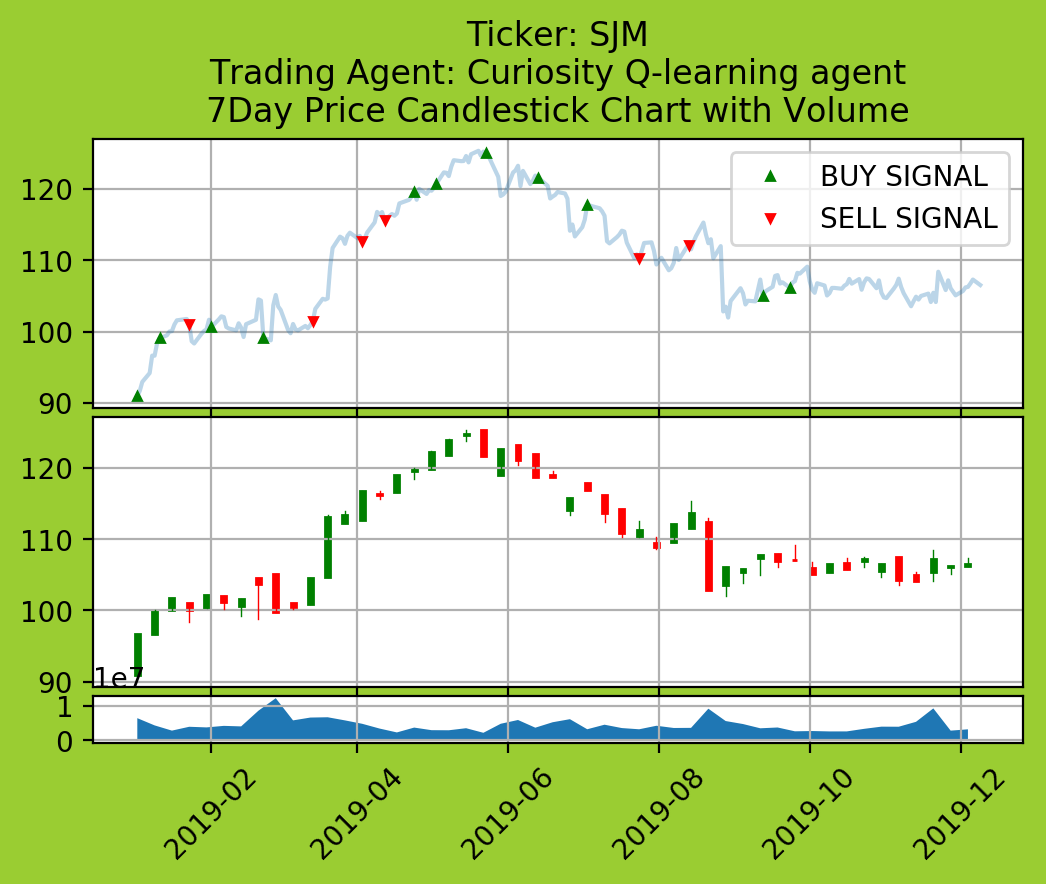 Ticker: SJM
Trading Agent: Curiosity Q-learning agent
7Day Price Candlestick Chart with Volume
BUY SIGNAL
SELL SIGNAL
120
110
100
90
120
110
100
90
1e7
1
0
2019-02
2019-04
2019-06
2019-08
2019-10
2019-12